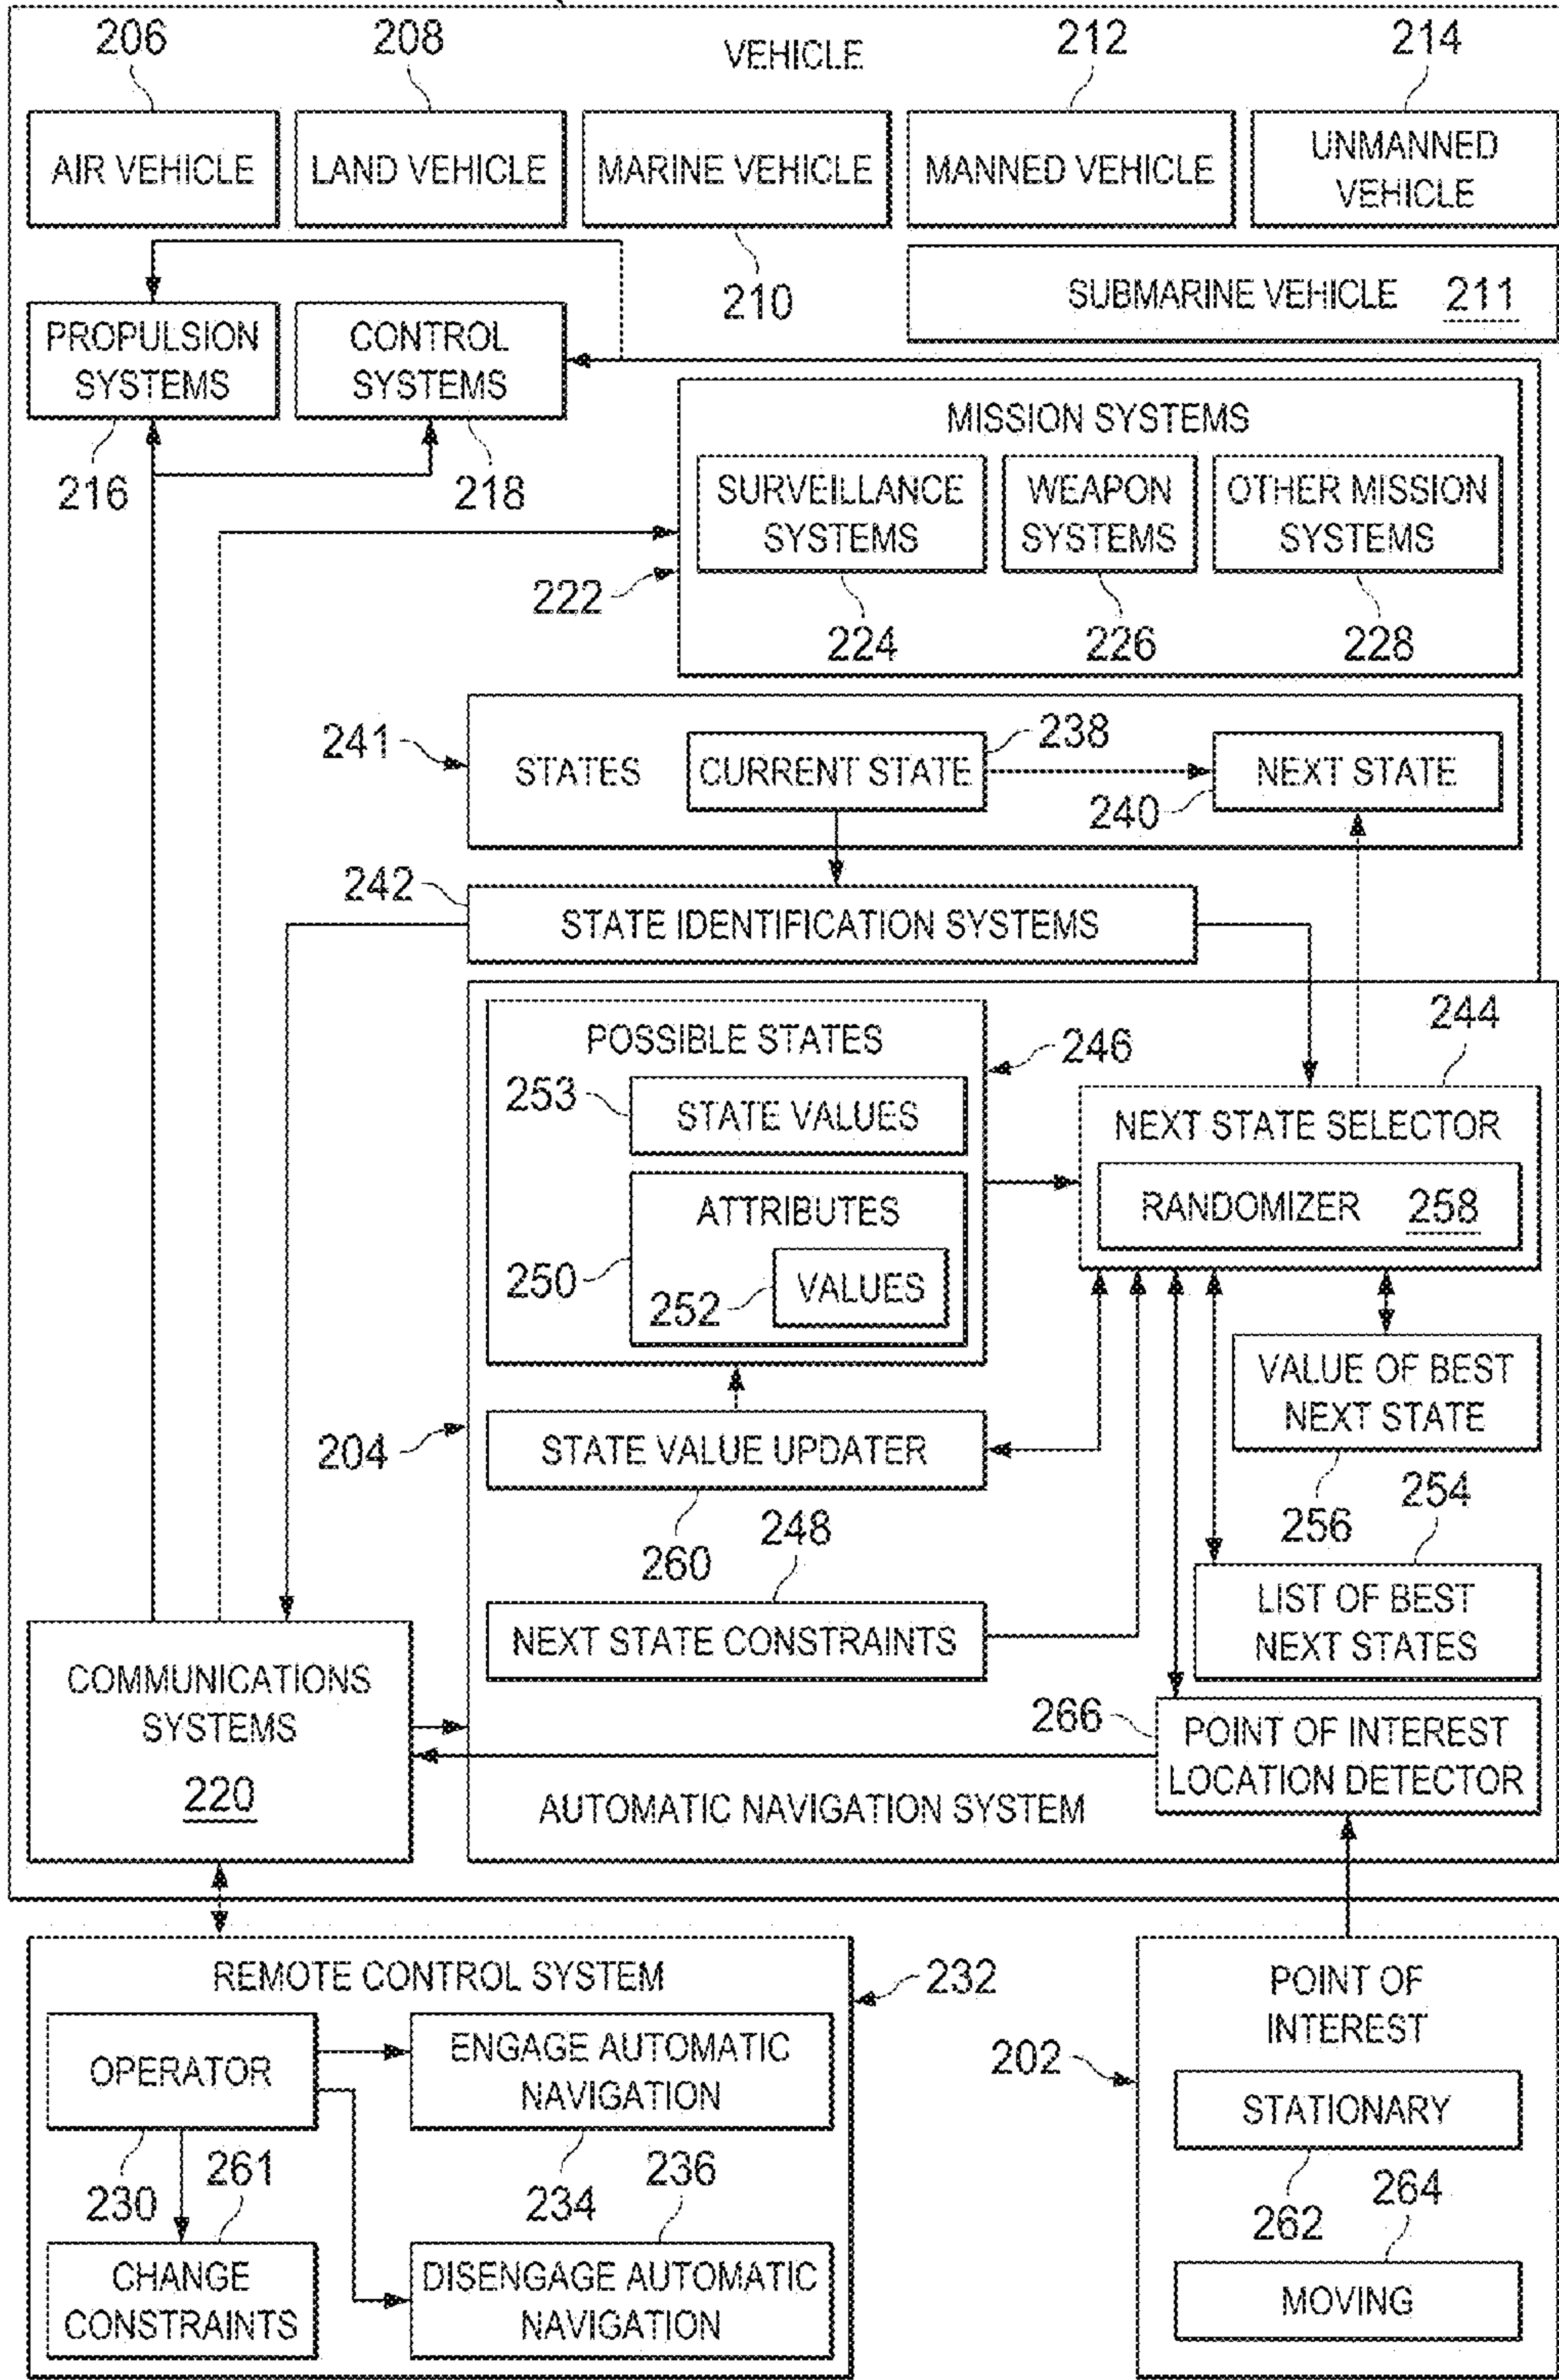 206
208
VEHICLE
212
214
AIR VEHICLE
LAND VEHICLE
MARINE VEHICLE
MANNED VEHICLE
UNMANNED
VEHICLE
210
SUBMARINE VEHICLE 211
PROPULSION
SYSTEMS
CONTROL
SYSTEMS
216
218
MISSION SYSTEMS
SURVEILLANCE
SYSTEMS
WEAPON
SYSTEMS
OTHER MISSION
SYSTEMS
222
224
226
228
241
STATES
CURRENT STATE
238
240
NEXT STATE
242
STATE IDENTIFICATION SYSTEMS
POSSIBLE STATES
246
244
253
STATE VALUES
NEXT STATE SELECTOR
ATTRIBUTES
RANDOMIZER 258
250
252
VALUES
204
STATE VALUE UPDATER
VALUE OF BEST
NEXT STATE
260
248
256
254
NEXT STATE CONSTRAINTS
LIST OF BEST
NEXT STATES
COMMUNICATIONS
SYSTEMS
220
266
POINT OF INTEREST
LOCATION DETECTOR
AUTOMATIC NAVIGATION SYSTEM
REMOTE CONTROL SYSTEM
232
OPERATOR
ENGAGE AUTOMATIC
NAVIGATION
230
261
234
236
CHANGE
CONSTRAINTS
DISENGAGE AUTOMATIC
NAVIGATION
POINT OF
INTEREST
202
STATIONARY
262
264
MOVING